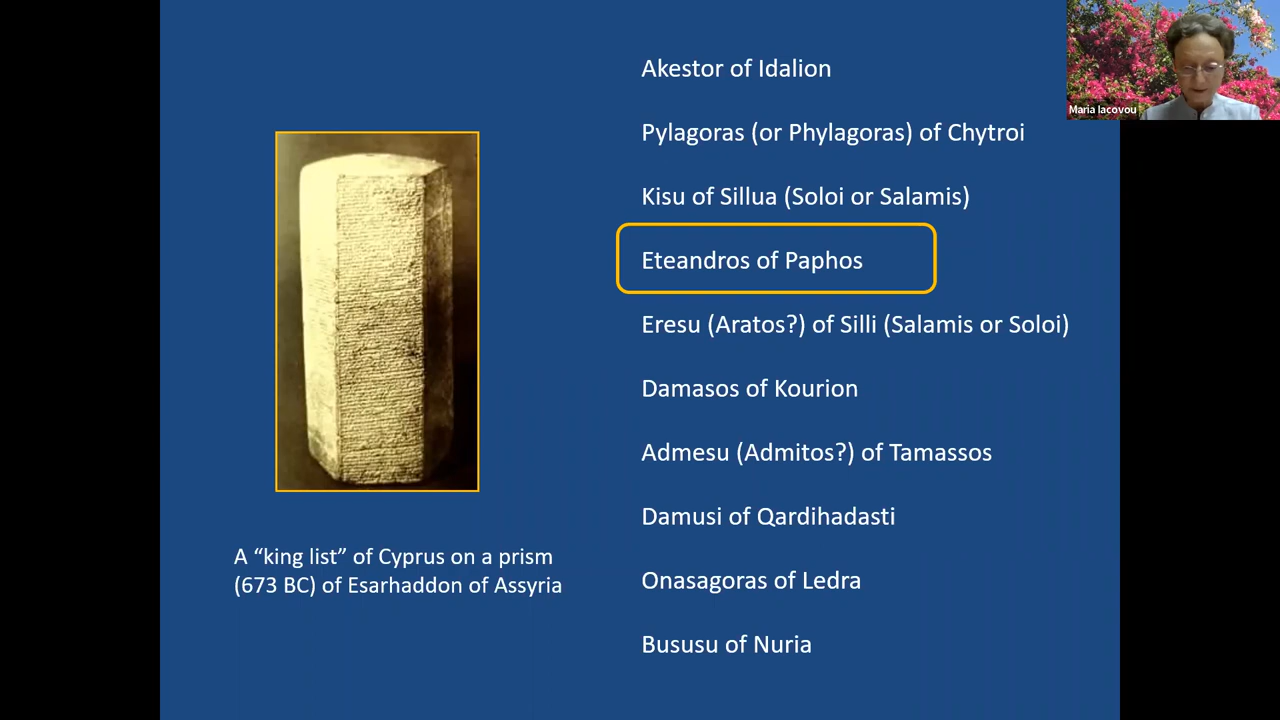 Akestor of Idalion
Pylagoras (or Phylagoras) of Chytroi
Kisu of Sillua (Soloi or Salamis)
Eteandros of Paphos
Eresu (Aratos?) of Silli (Salamis or Soloi)
Damasos of Kourion
Admesu (Admitos?) of Tamassos
Damusi of Qardihadasti
Onasagoras of Ledra
Bususu of Nuria
A “king list” of Cyprus on a prism
(673 BC) of Esarhaddon of Assyria
Maria Iacovou